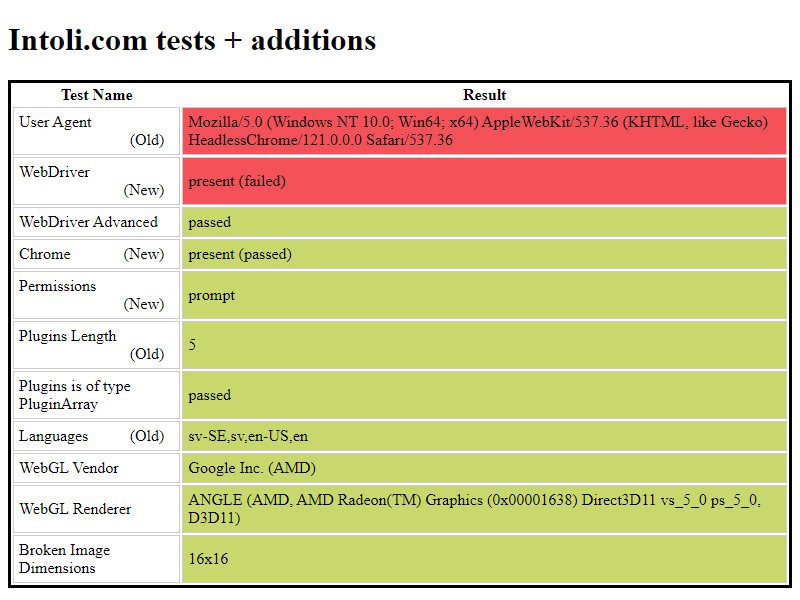 Intoli.com tests + additions
Test Name Result
User Agent (Old) Mozilla/5.0 (Windows NT 10.0; Win64; x64) AppleWebKit/537.36 (KHTML, like Gecko)
HeadlessChrome/121.0.0.0 Safari/537.36
WebDriver (New) present (failed)
WebDriver Advanced passed
Chrome (New) present (passed)
Permissions (New) prompt
Plugins Length (Old) 5
Plugins is of type
PluginArray passed
Languages (Old) sv-SE,sv,en-US,en
WebGL Vendor Google Inc. (AMD)
WebGL Renderer ANGLE (AMD, AMD Radeon(TM) Graphics (0x00001638) Direct3D11 vs_5_0 ps_5_0,
D3D11)
Broken Image
Dimensions 16x16